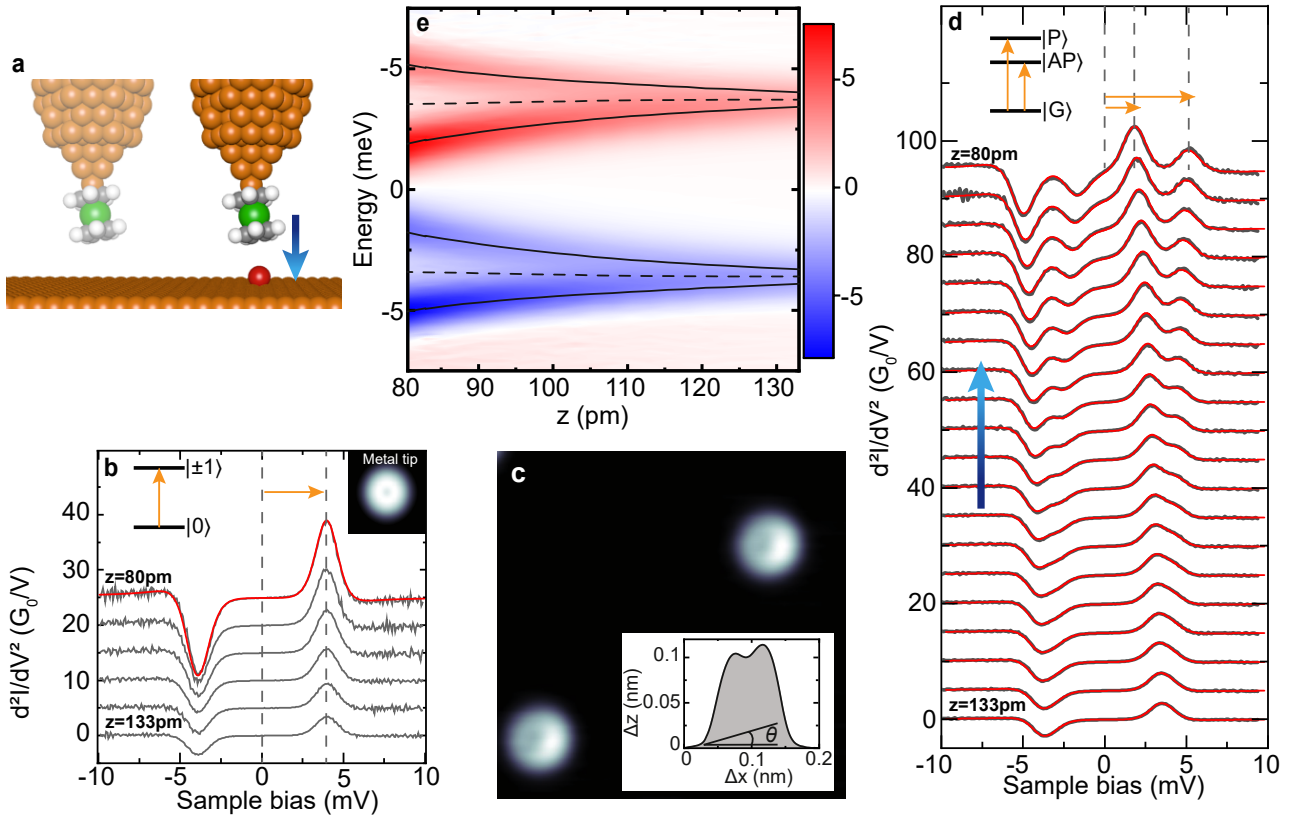 a
e
-5
0
-5
Energy (meV)
80
90
100
110
120
130
z (pm)
5
0
-5
d
|P⟩
|AP⟩
|G⟩
z=80pm
z=133pm
100
80
60
40
20
0
d²I/dV² (G₀/V)
-10
-5
0
5
10
Sample bias (mV)
b
|±1⟩
|0⟩
Metal tip
z=80pm
z=133pm
40
30
20
10
0
d²I/dV² (G₀/V)
-10
-5
0
5
10
Sample bias (mV)
c
0.1
0.05
0
Δz (nm)
θ
0
0.1
0.2
Δx (nm)